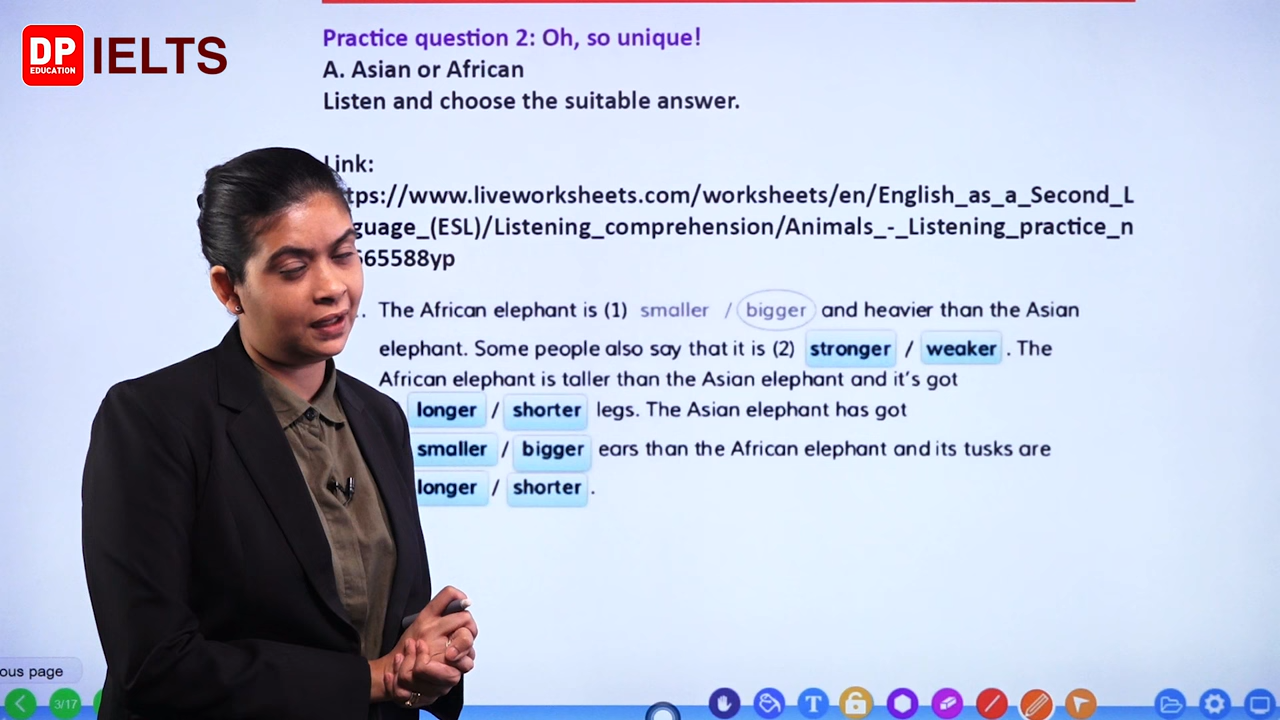 DP
EDUCATION
IELTS
Practice question 2: Oh, so unique!
A. Asian or African
Listen and choose the suitable answer.
Link:
tps://www.liveworksheets.com/worksheets/en/English_as_a_Second_L
guage_(ESL)/Listening_comprehension/Animals_-_Listening_practice_n
65588yp
The African elephant is (1) smaller / bigger and heavier than the Asian
elephant. Some people also say that it is (2) stronger / weaker . The
African elephant is taller than the Asian elephant and it's got
longer / shorter legs. The Asian elephant has got
smaller / bigger ears than the African elephant and its tusks are
longer / shorter .
ous page
3/17
T